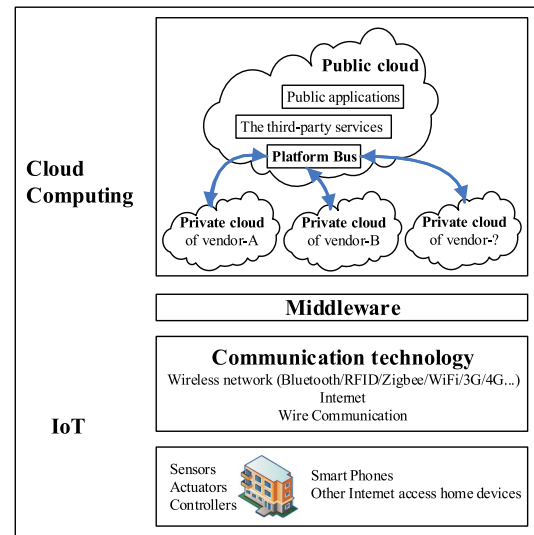 Public cloud
Public applications
The third-party services
Platform Bus
Cloud
Computing
Private cloud
of vendor-A
Private cloud
of vendor-B
Private cloud
of vendor-?
Middleware
Communication technology
Wireless network (Bluetooth/RFID/Zigbee/WiFi/3G/4G...)
Internet
Wire Communication
IoT
Sensors
Actuators
Controllers
Smart Phones
Other Internet access home devices